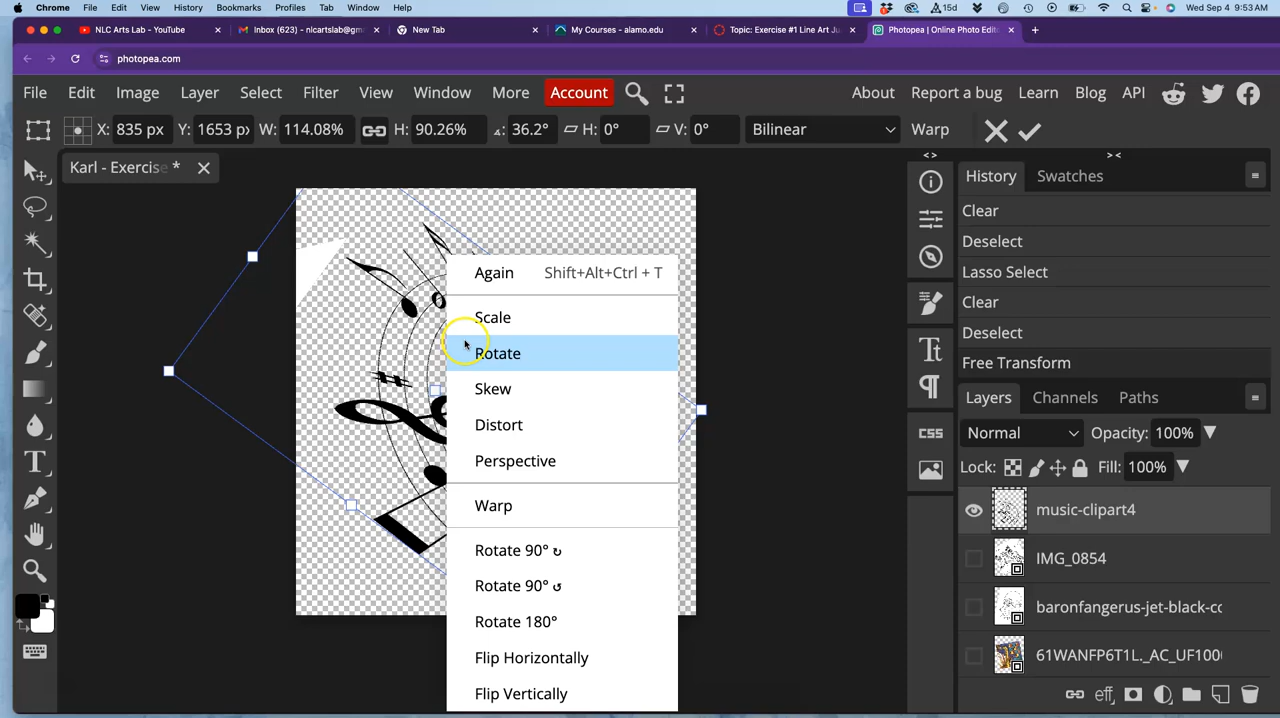 Chrome File Edit View History Bookmarks Profiles Tab Window Help 15d Wed Sep 4 9:53AM
NLC Arts Lab - YouTube Inbox (623) - nlcartslab@gm New Tab My Courses - alamo.edu Topic: Exercise #1 Line Art Ju Photopea | Online Photo Edito
photopea.com
File Edit Image Layer Select Filter View Window More Account About Report a bug Learn Blog API
X: 835 px Y: 1653 px W: 114.08% H: 90.26% ∠: 36.2° H: 0° V: 0° Bilinear Warp
< > > <
Karl - Exercise *
History Swatches
Clear
Deselect
Lasso Select
Clear
Deselect
Free Transform
Again Shift+Alt+Ctrl + T
Scale
Rotate
Skew
Distort
Perspective
Warp
Rotate 90° ↻
Rotate 90° ↺
Rotate 180°
Flip Horizontally
Flip Vertically
CSS
Layers Channels Paths
Normal Opacity: 100%
Lock: Fill: 100%
music-clipart4
IMG_0854
baronfangerus-jet-black-cc
61WANFP6T1L._AC_UF100
eff